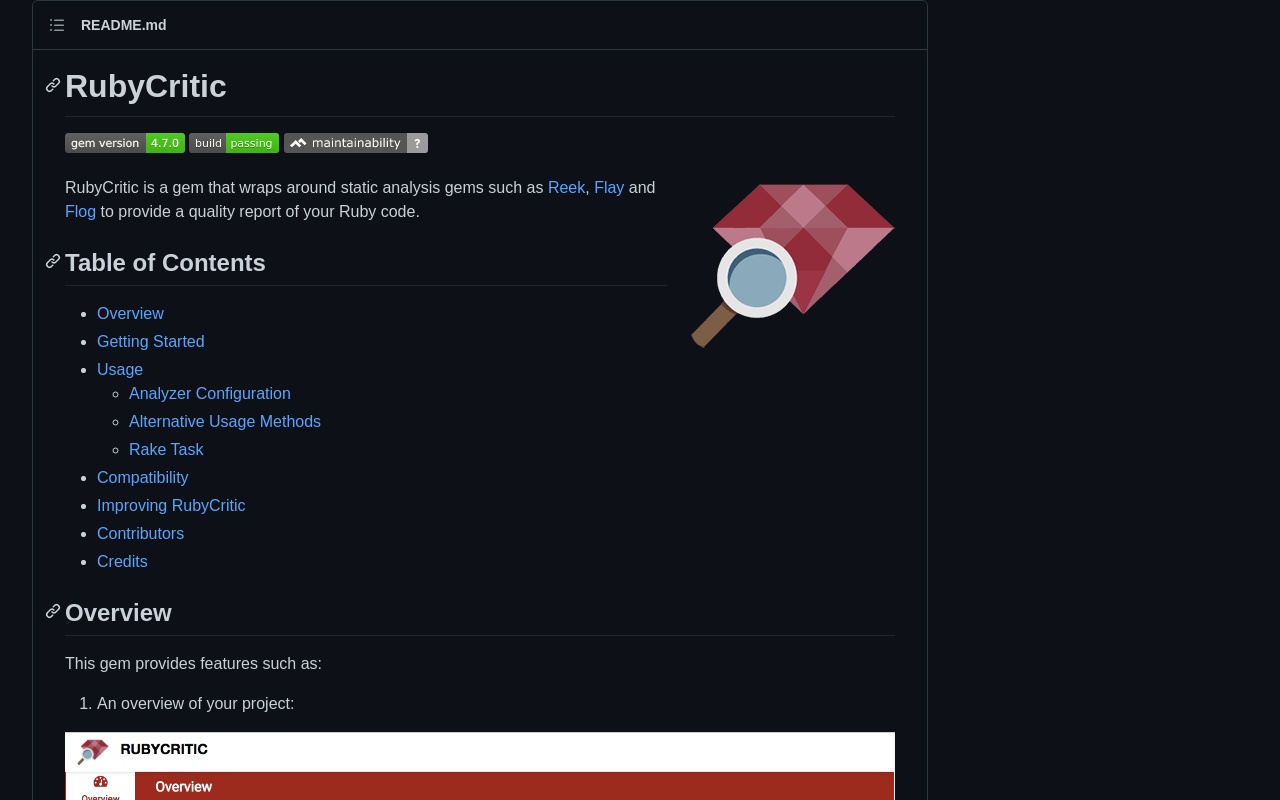 README.md
RubyCritic
gem version 4.7.0 build passing maintainability ?
RubyCritic is a gem that wraps around static analysis gems such as Reek, Flay and
Flog to provide a quality report of your Ruby code.
Table of Contents
Overview
Getting Started
Usage
Analyzer Configuration
Alternative Usage Methods
Rake Task
Compatibility
Improving RubyCritic
Contributors
Credits
Overview
This gem provides features such as:
1. An overview of your project:
RUBYCRITIC
Overview
Overview